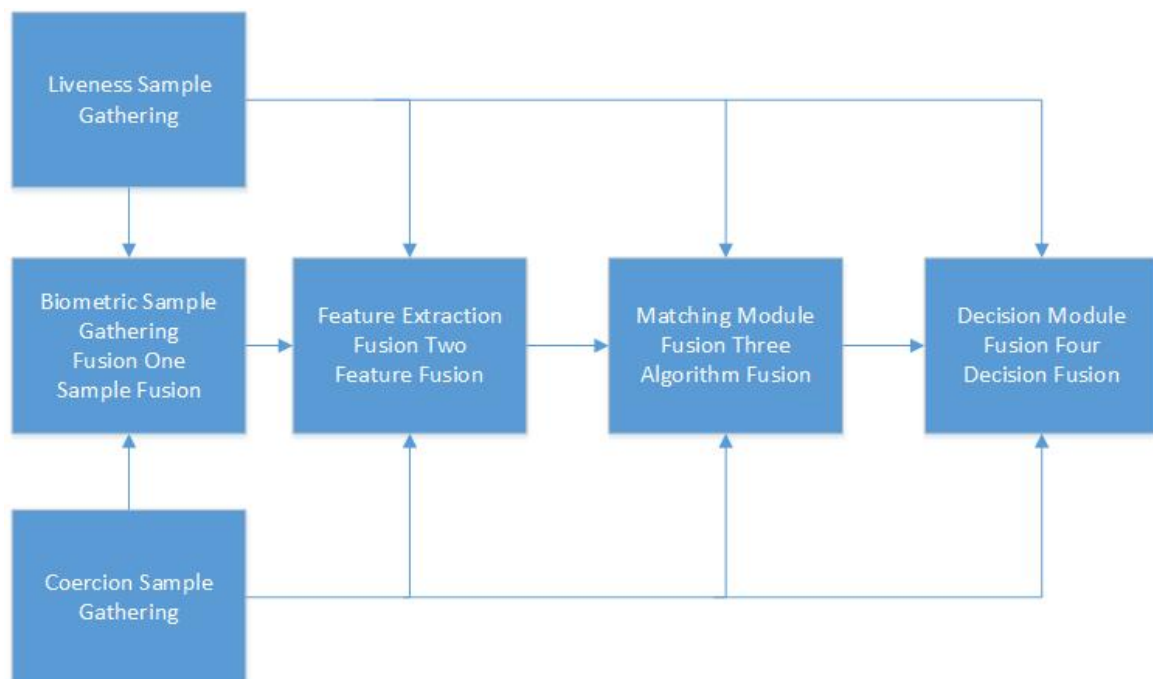 Liveness Sample
Gathering
Biometric Sample
Gathering
Fusion One
Sample Fusion
Feature Extraction
Fusion Two
Feature Fusion
Matching Module
Fusion Three
Algorithm Fusion
Decision Module
Fusion Four
Decision Fusion
Coercion Sample
Gathering